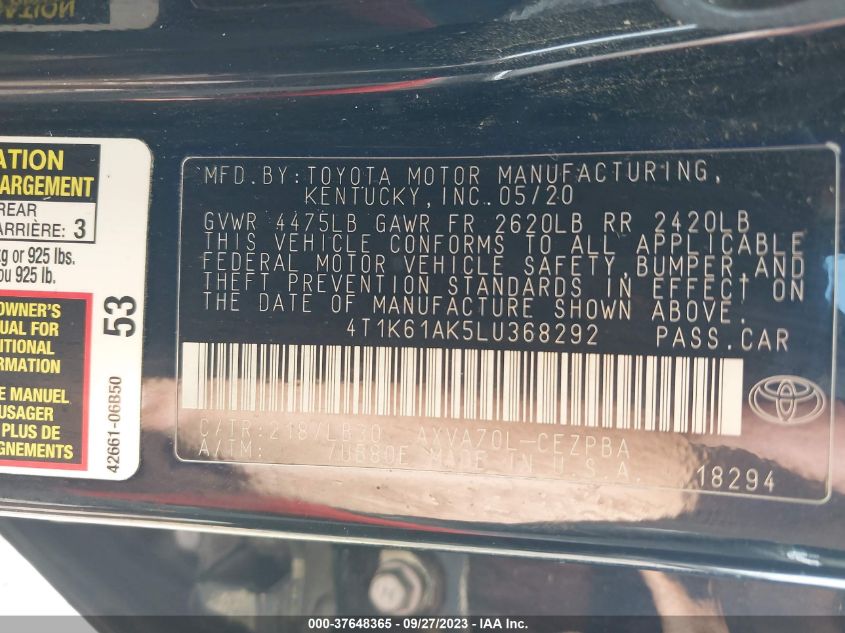 ATION
ARGEMENT
REAR
ARRIÈRE: 3
kg or 925 lbs.
ou 925 lb.
OWNER'S
UAL FOR
ITIONAL
RMATION
E MANUEL
USAGER
PLUS DE
53
42661-06B50
MFD.BY:TOYOTA MOTOR MANUFACTURING,
KENTUCKY,INC.05/20
GVWR 4475LB GAWR FR 2620LB RR 2420LB
THIS VEHICLE CONFORMS TO ALL APPLICABLE
FEDERAL MOTOR VEHICLE SAFETY,BUMPER,AND
THEFT PREVENTION STANDARDS IN EFFECT ON
THE DATE OF MANUFACTURE SHOWN ABOVE.
4T1K61AK5LU368292 PASS.CAR
C/TR:218 /LB30 AXVA70L-CEZPBA
A/TM: /UB80E MADE IN U.S.A.
18294
000-37648365 / 09/27/2023 / IAA Inc.